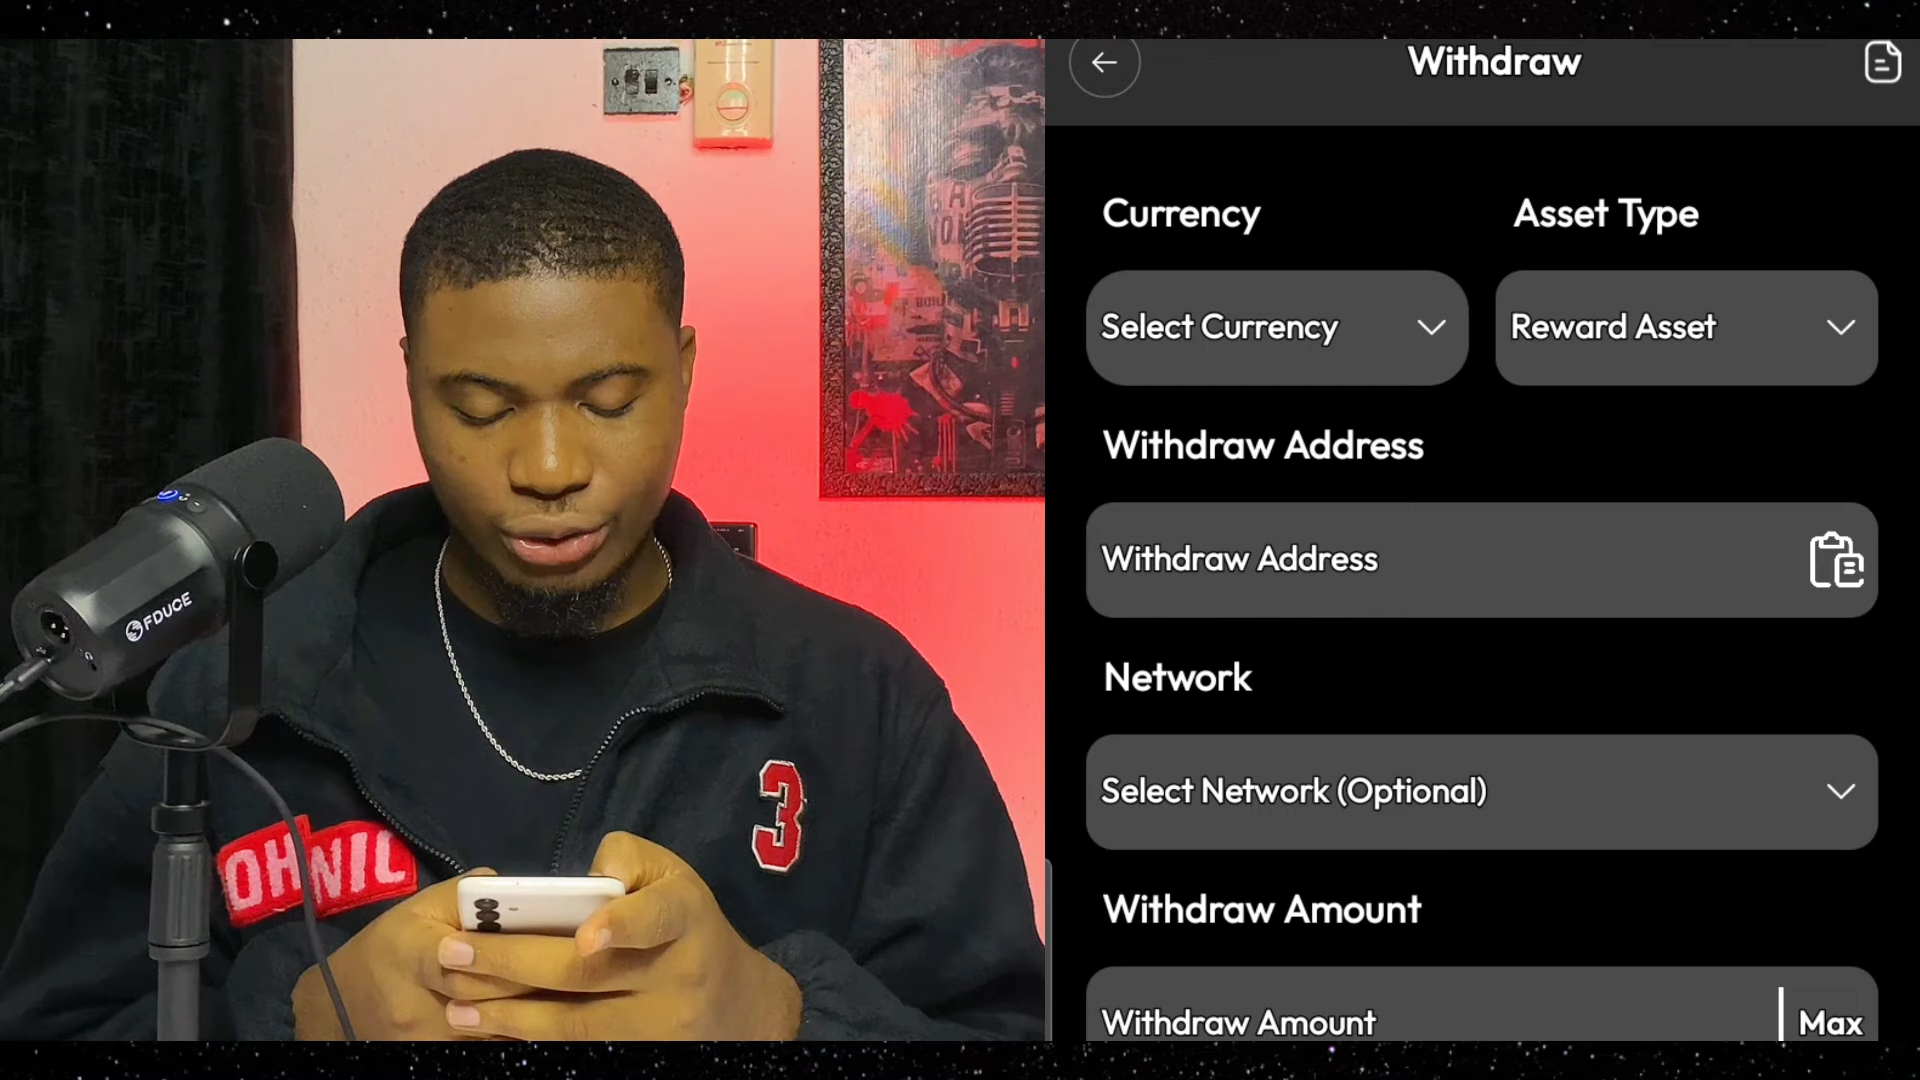 FDUCE
OHNIC
3
Withdraw
Currency
Asset Type
Select Currency
Reward Asset
Withdraw Address
Withdraw Address
Network
Select Network (Optional)
Withdraw Amount
Withdraw Amount
Max